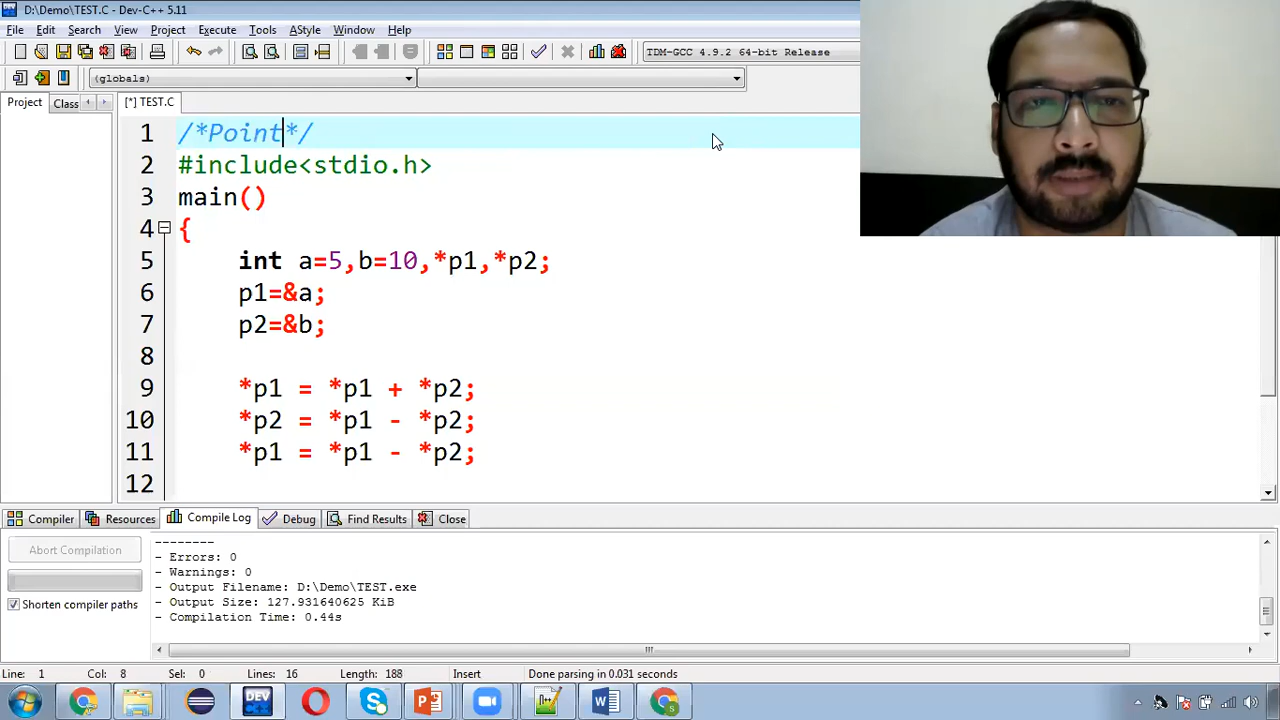 D:\Demo\TEST.C - Dev-C++ 5.11
File Edit Search View Project Execute Tools AStyle Window Help
TDM-GCC 4.9.2 64-bit Release
(globals)
Project Class [*] TEST.C
1 /*Point*/
2 #include<stdio.h>
3 main()
4 {
5 int a=5,b=10,*p1,*p2;
6 p1=&a;
7 p2=&b;
8
9 *p1 = *p1 + *p2;
10 *p2 = *p1 - *p2;
11 *p1 = *p1 - *p2;
12
Compiler Resources Compile Log Debug Find Results Close
Abort Compilation
Shorten compiler paths
--------
- Errors: 0
- Warnings: 0
- Output Filename: D:\Demo\TEST.exe
- Output Size: 127.931640625 KiB
- Compilation Time: 0.44s
Line: 1 Col: 8 Sel: 0 Lines: 16 Length: 188 Insert Done parsing in 0.031 seconds